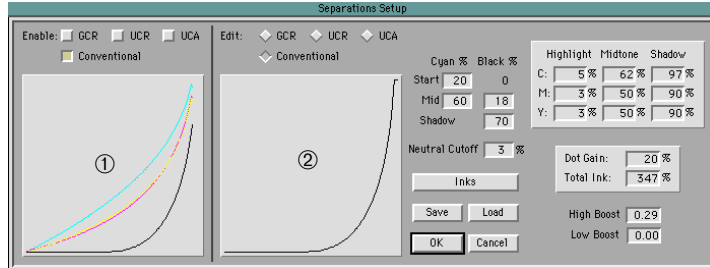 Separations Setup
Enable: GCR UCR UCA
Conventional
①
Edit: GCR UCR UCA
Conventional
②
Cyan % Black %
Start 20 0
Mid 60 18
Shadow 70
Neutral Cutoff 3 %
Inks
Save Load
OK Cancel
Highlight Midtone Shadow
C: 5 % 62 % 97 %
M: 3 % 50 % 90 %
Y: 3 % 50 % 90 %
Dot Gain: 20 %
Total Ink: 347 %
High Boost 0.29
Low Boost 0.00